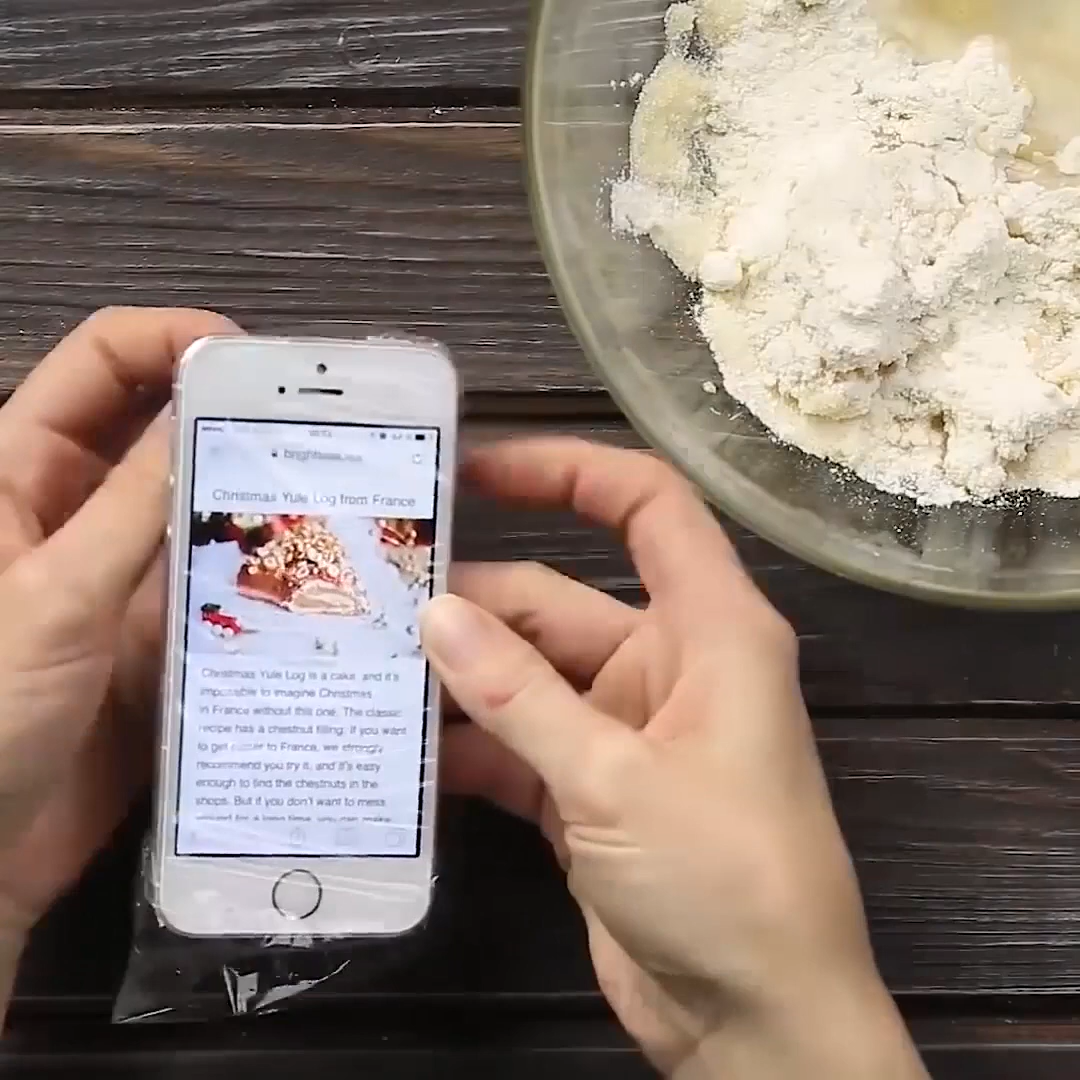 Christmas Yule Log from France
Christmas Yule Log is a cake, and it's
impossible to imagine Christmas
in France without this one. The classic
recipe has a chestnut filling. If you want
to get closer to France, we strongly
recommend you try it, and it's easy
enough to find the chestnuts in the
shops. But if you don't want to mess
around for a long time, you can make